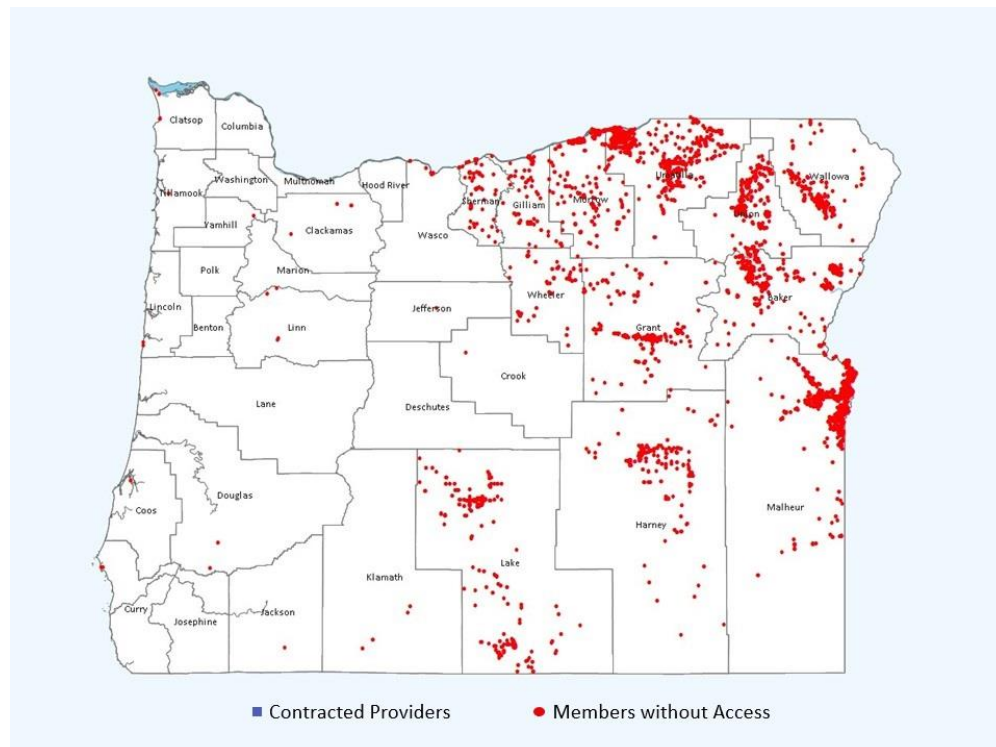 Clatsop
Columbia
Tillamook
Washington
Multnomah
Hood River
Sherman
Gilliam
Morrow
Umatilla
Union
Wallowa
Yamhill
Clackamas
Wasco
Polk
Marion
Lincoln
Benton
Linn
Jefferson
Wheeler
Grant
Baker
Crook
Lane
Deschutes
Coos
Douglas
Harney
Malheur
Curry
Josephine
Jackson
Klamath
Lake
Contracted Providers
Members without Access